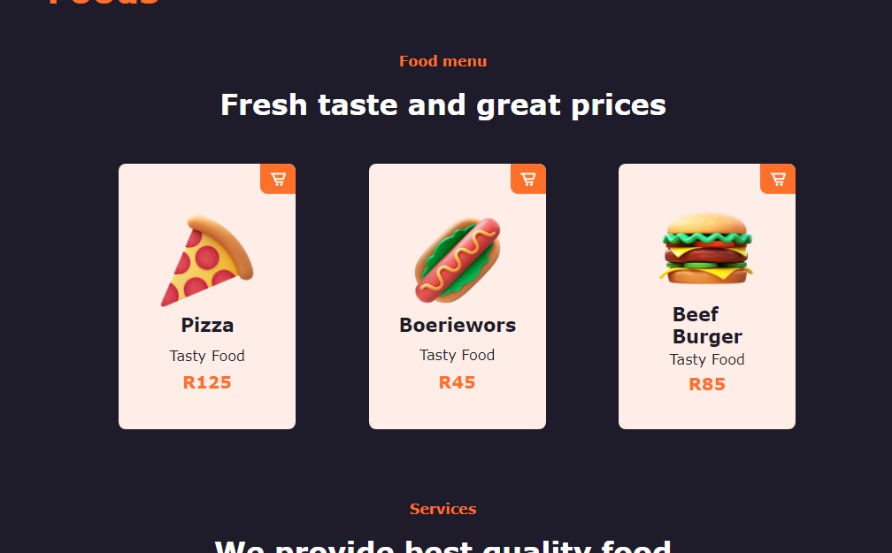 Foods
Food menu
Fresh taste and great prices
Pizza
Tasty Food
R125
Boeriewors
Tasty Food
R45
Beef
Burger
Tasty Food
R85
Services
We provide best quality food